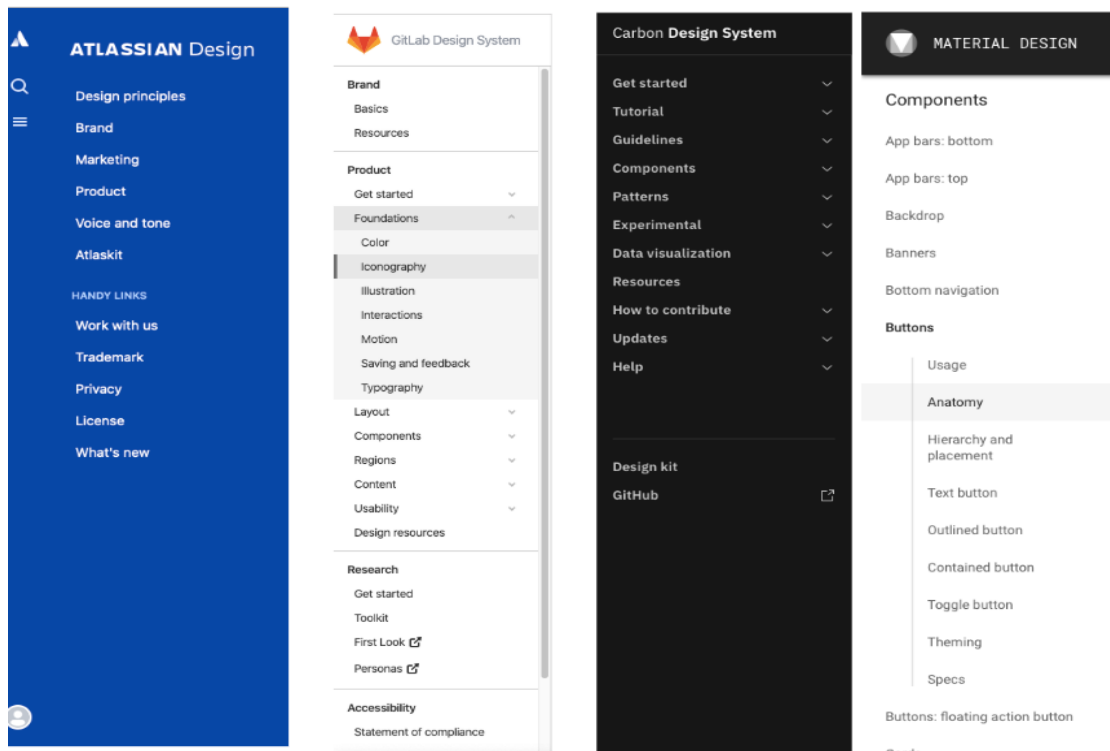 ATLASSIAN Design
Design principles
Brand
Marketing
Product
Voice and tone
Atlaskit
HANDY LINKS
Work with us
Trademark
Privacy
License
What's new
GitLab Design System
Brand
Basics
Resources
Product
Get started
Foundations
Color
Iconography
Illustration
Interactions
Motion
Saving and feedback
Typography
Layout
Components
Regions
Content
Usability
Design resources
Research
Get started
Toolkit
First Look
Personas
Accessibility
Statement of compliance
Carbon Design System
Get started
Tutorial
Guidelines
Components
Patterns
Experimental
Data visualization
Resources
How to contribute
Updates
Help
Design kit
GitHub
MATERIAL DESIGN
Components
App bars: bottom
App bars: top
Backdrop
Banners
Bottom navigation
Buttons
Usage
Anatomy
Hierarchy and
placement
Text button
Outlined button
Contained button
Toggle button
Theming
Specs
Buttons: floating action button